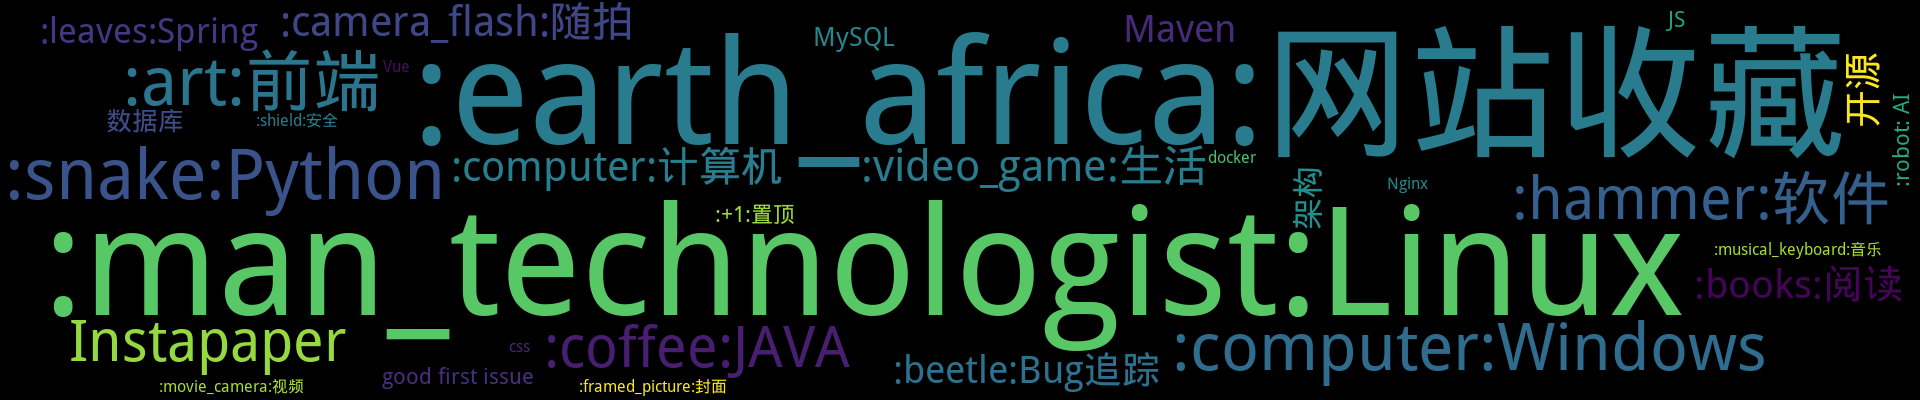 :leaves:Spring
:camera_flash:随拍
MySQL
Maven
JS
:art:前端
Vue
:earth_africa:网站收藏
开源
数据库
:shield:安全
:robot: AI
:snake:Python
:computer:计算机
:video_game:生活
docker
架构
Nginx
:hammer:软件
:+1:置顶
:man_technologist:Linux
:musical_keyboard:音乐
:books:阅读
Instapaper
css
:coffee:JAVA
:computer:Windows
good first issue
:beetle:Bug追踪
:movie_camera:视频
:framed_picture:封面